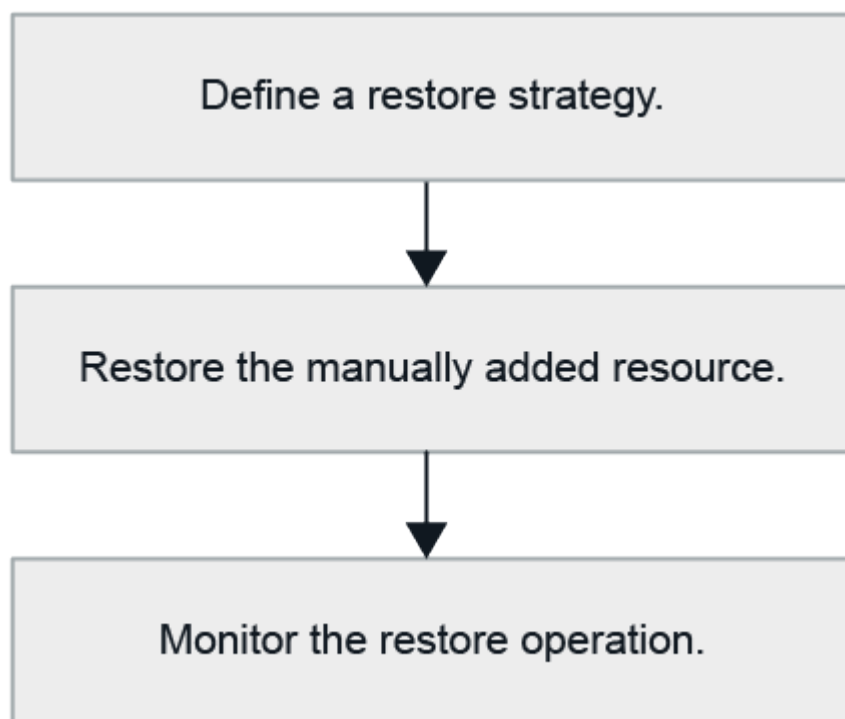 Define a restore strategy.
Restore the manually added resource.
Monitor the restore operation.